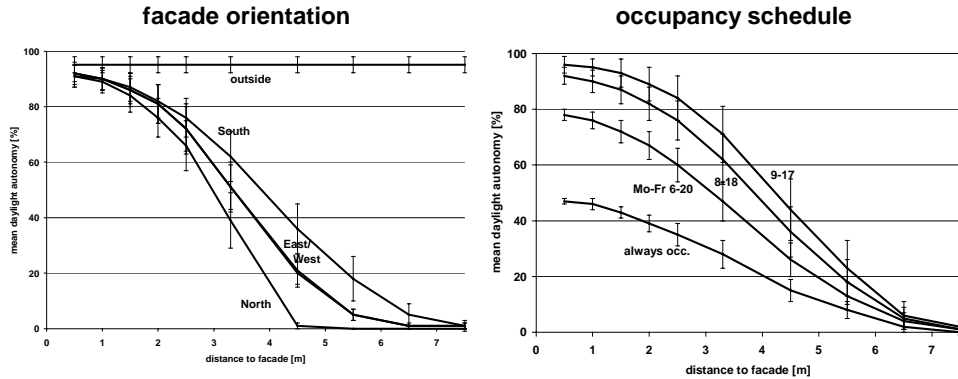 facade orientation
100
80
60
40
20
0
mean daylight autonomy [%]
outside
South
East/
West
North
0 1 2 3 4 5 6 7
distance to facade [m]
occupancy schedule
100
80
60
40
20
0
mean daylight autonomy [%]
9-17
8-18
Mo-Fr 6-20
always occ.
0 1 2 3 4 5 6 7
distance to facade [m]